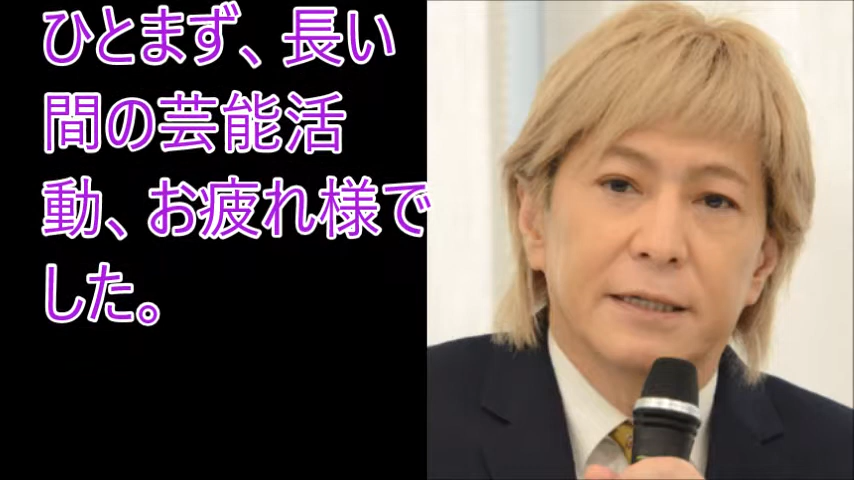 ひとまず、長い
間の芸能活
動、お疲れ様で
した。